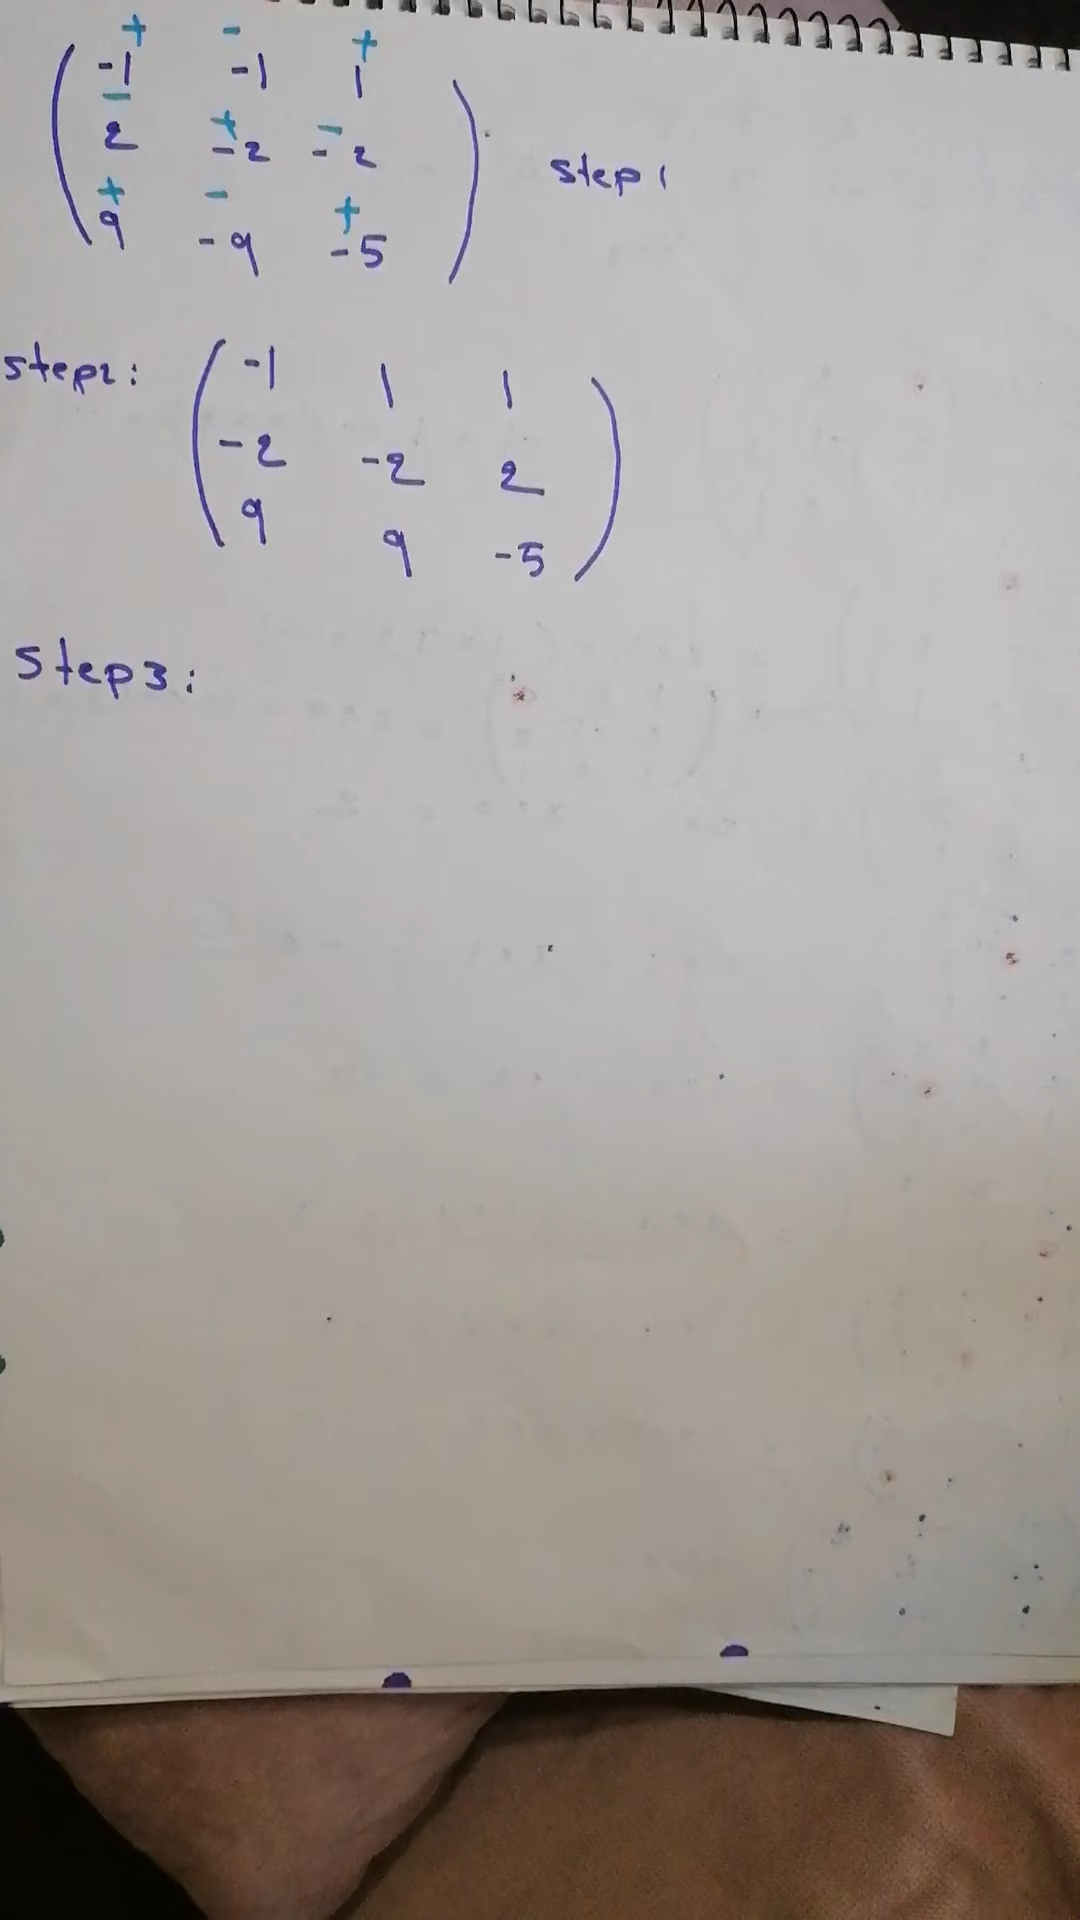 + - +
-1 -1 1
- + -
2 -2 -2 step 1
+ - +
9 -9 -5
step2: -1 1 1
-2 -2 2
9 9 -5
step3: